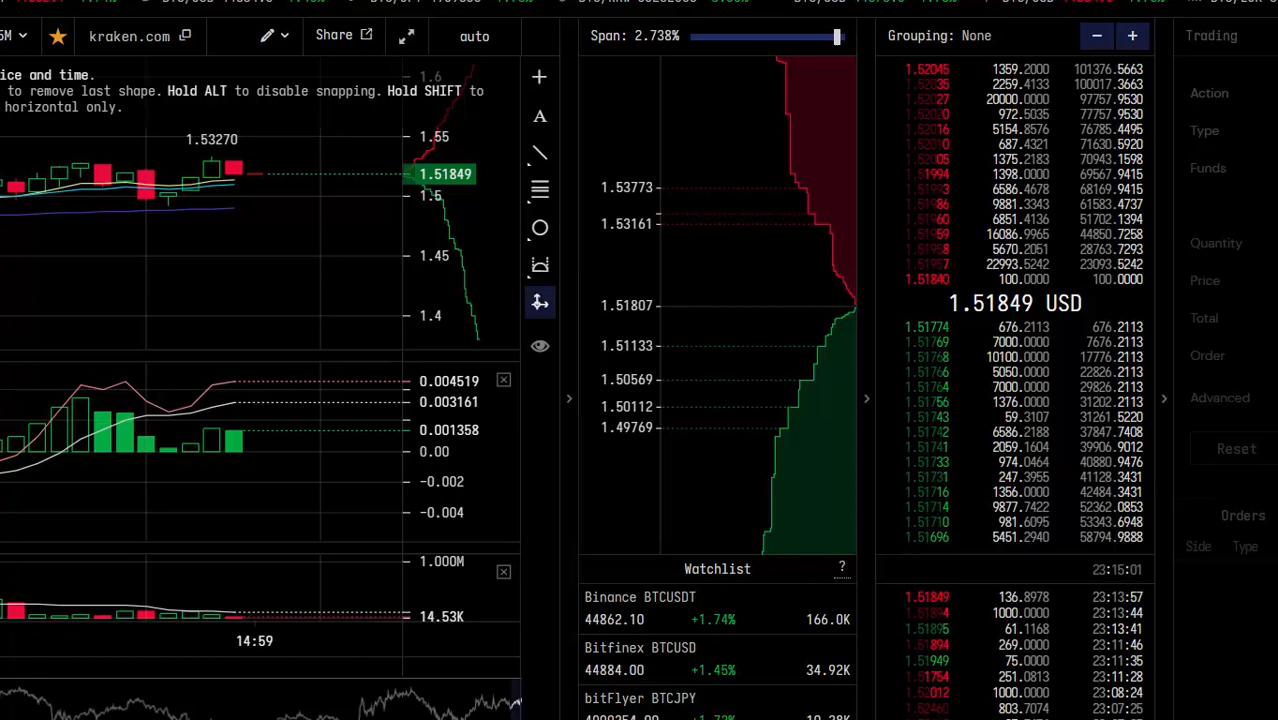 5M
kraken.com
Share
auto
Span: 2.738%
Grouping: None
Trading
ice and time.
to remove last shape. Hold ALT to disable snapping. Hold SHIFT to
horizontal only.
1.6
1.55
1.53270
1.51849
1.5
1.45
1.4
0.004519
0.003161
0.001358
0.00
-0.002
-0.004
1.000M
14.53K
14:59
1.53773
1.53161
1.51807
1.51133
1.50569
1.50112
1.49769
Watchlist ?
Binance BTCUSDT
44862.10 +1.74% 166.0K
Bitfinex BTCUSD
44884.00 +1.45% 34.92K
bitFlyer BTCJPY
1.52045 1359.2000 101376.5663
1.52035 2259.4133 100017.3663
1.52027 20000.0000 97757.9530
1.52020 972.5035 77757.9530
1.52016 5154.8576 76785.4495
687.4321 71630.5920
1.52005 1375.2183 70943.1598
1.51994 1398.0000 69567.9415
1.51993 6586.4678 68169.9415
1.51986 9881.3343 61583.4737
1.51960 6851.4136 51702.1394
1.51959 16086.9965 44850.7258
1.51958 5670.2051 28763.7293
1.51957 22993.5242 23093.5242
1.51840 100.0000 100.0000
1.51849 USD
1.51774 676.2113 676.2113
1.51769 7000.0000 7676.2113
1.51768 10100.0000 17776.2113
1.51766 5050.0000 22826.2113
1.51764 7000.0000 29826.2113
1.51756 1376.0000 31202.2113
1.51743 59.3107 31261.5220
1.51742 6586.2188 37847.7408
1.51741 2059.1604 39906.9012
1.51733 974.0464 40880.9476
1.51725 247.3955 41128.3431
1.51716 1356.0000 42484.3431
1.51714 9877.7422 52362.0853
1.51710 981.6095 53343.6948
1.51696 5451.2940 58794.9888
23:15:01
1.51849 136.8978 23:13:57
1.51894 1000.0000 23:13:44
1.51895 61.1168 23:13:41
1.51894 269.0000 23:11:46
1.51949 75.0000 23:11:35
1.51754 251.0813 23:11:28
1.52012 1000.0000 23:08:24
1.52460 803.7074 23:07:25
Action
Type
Funds
Quantity
Price
Total
Order
Advanced
Reset
Orders
Side Type